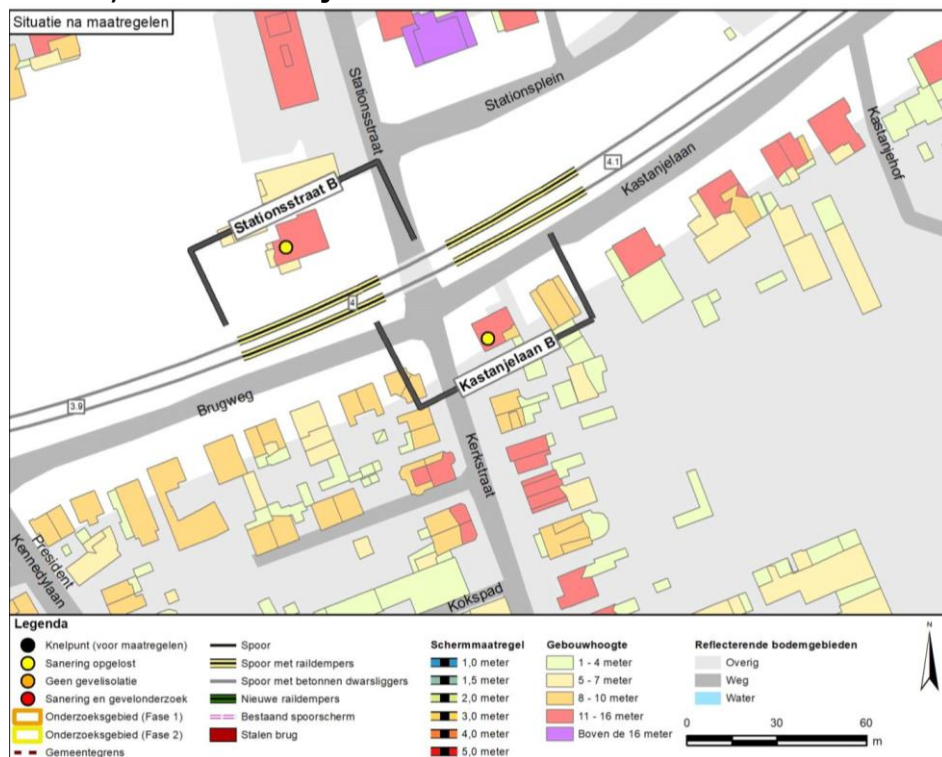 Situatie na maatregelen
Stationsstraat
Stationsplein
Kastanjelaan
Kastanjehof
4.1
Stationsstraat B
4
Kastanjelaan B
3.9
Brugweg
Kerkstraat
President
Kennedylaan
Kokspad
Legenda
Knelpunt (voor maatregelen)
Sanering opgelost
Geen gevelisolatie
Sanering en gevelonderzoek
Onderzoeksgebied (Fase 1)
Onderzoeksgebied (Fase 2)
Gemeentegrens
Spoor
Spoor met raildempers
Spoor met betonnen dwarsliggers
Nieuwe raildempers
Bestaand spoorscherm
Stalen brug
Schermmaatregel
1,0 meter
1,5 meter
2,0 meter
3,0 meter
4,0 meter
5,0 meter
Gebouwhoogte
1 - 4 meter
5 - 7 meter
8 - 10 meter
11 - 16 meter
Boven de 16 meter
Reflecterende bodemgebieden
Overig
Weg
Water
N
0 30 60
m